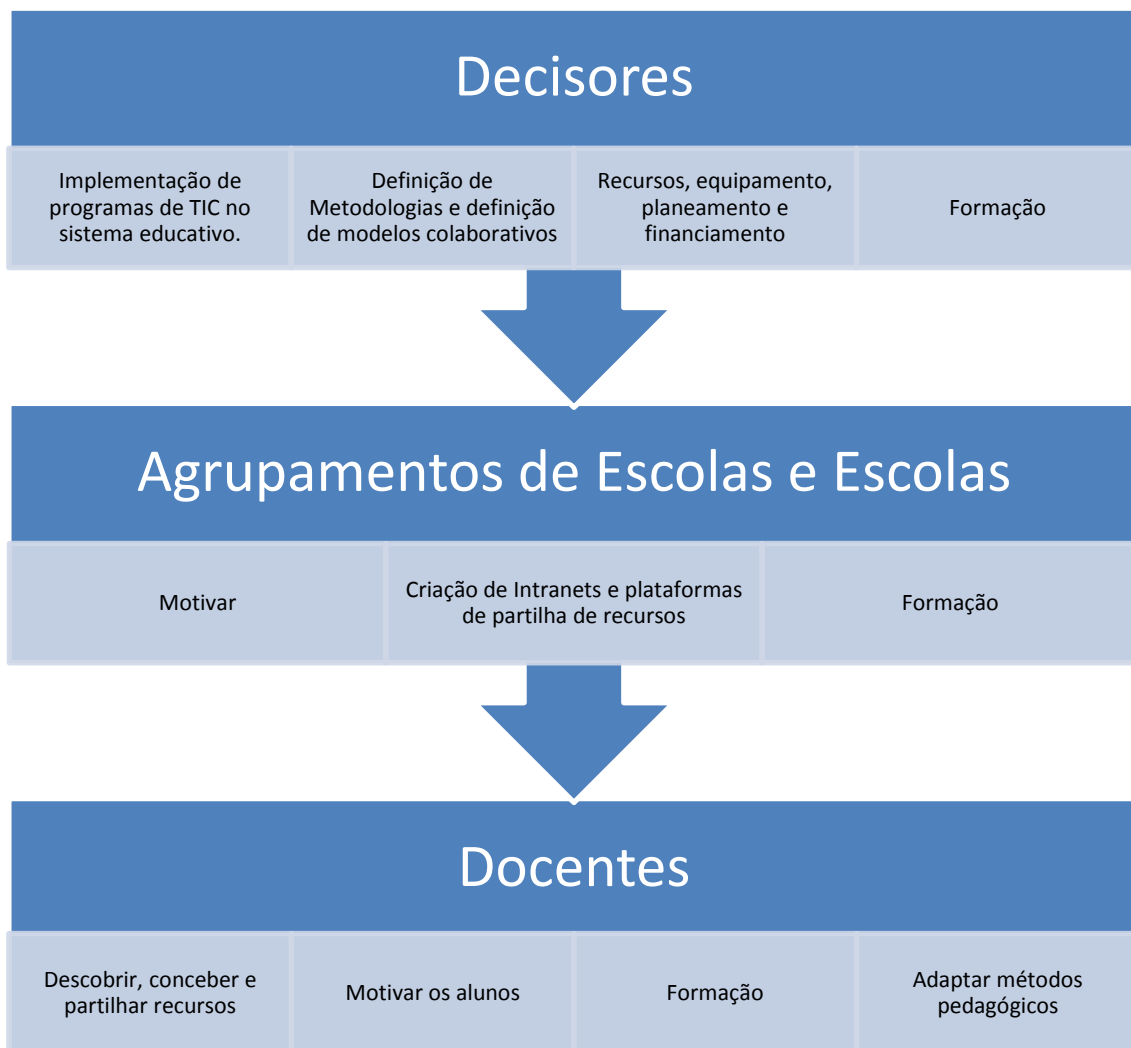 Decisores
Implementação de
programas de TIC no
sistema educativo.
Definição de
Metodologias e definição
de modelos colaborativos
Recursos, equipamento,
planeamento e
financiamento
Formação
Agrupamentos de Escolas e Escolas
Motivar
Criação de Intranets e plataformas
de partilha de recursos
Formação
Docentes
Descobrir, conceber e
partilhar recursos
Motivar os alunos
Formação
Adaptar métodos
pedagógicos